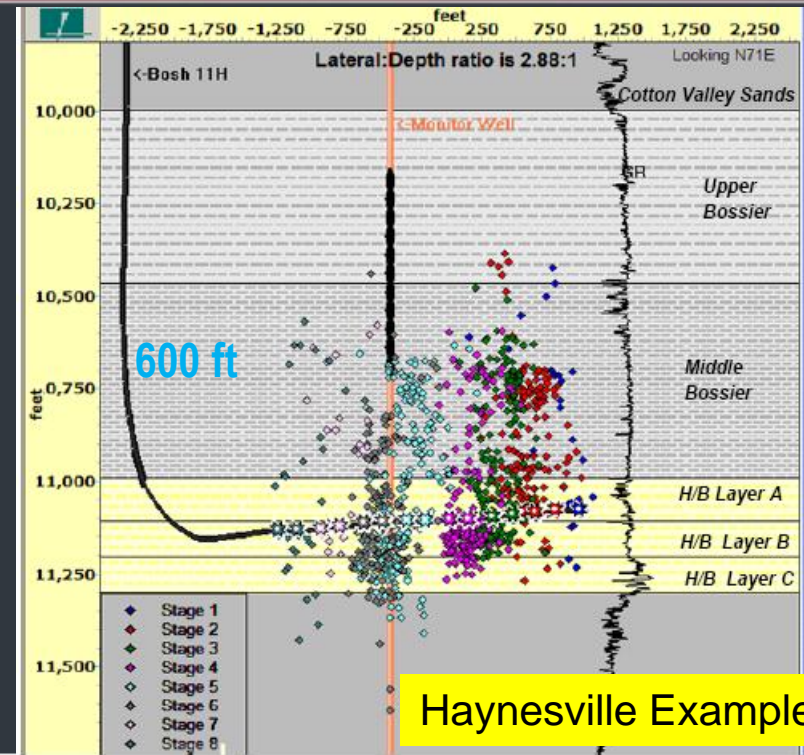 feet
-2,250 -1,750 -1,250 -750 -250 250 750 1,250 1,750 2,250
<-Bosh 11H
Lateral:Depth ratio is 2.88:1
Looking N71E
Cotton Valley Sands
10,000
<-Monitor Well
GR
Upper
Bossier
10,250
10,500
600 ft
Middle
Bossier
0,750
feet
11,000
H/B Layer A
H/B Layer B
11,250
H/B Layer C
Stage 1
Stage 2
Stage 3
Stage 4
Stage 5
Stage 6
Stage 7
Stage 8
11,500
Haynesville Example